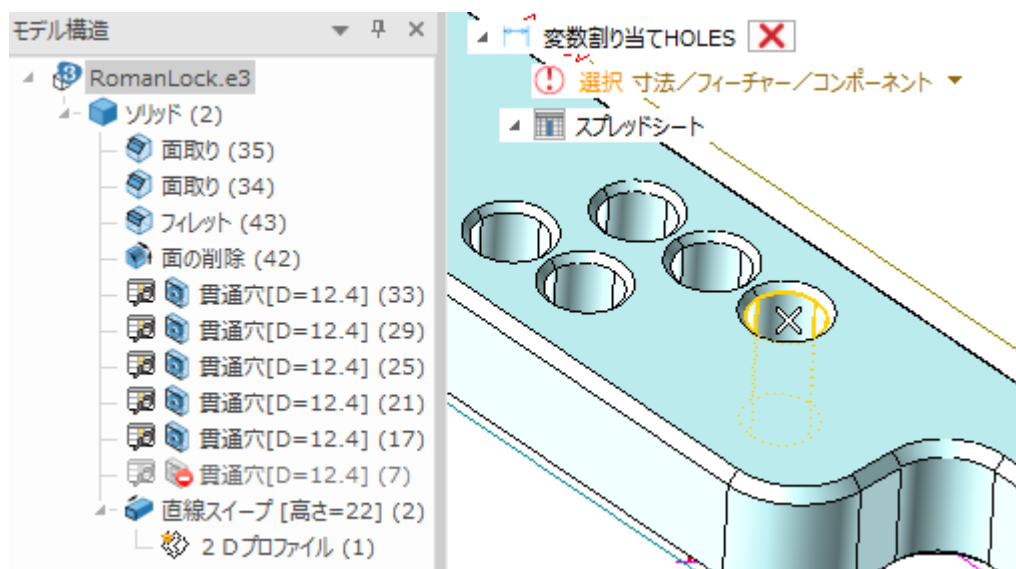 モデル構造
RomanLock.e3
ソリッド (2)
面取り (35)
面取り (34)
フィレット (43)
面の削除 (42)
貫通穴[D=12.4] (33)
貫通穴[D=12.4] (29)
貫通穴[D=12.4] (25)
貫通穴[D=12.4] (21)
貫通穴[D=12.4] (17)
貫通穴[D=12.4] (7)
直線スイープ [高さ=22] (2)
2Dプロファイル (1)
変数割り当てHOLES
選択 寸法/フィーチャー/コンポーネント
スプレッドシート